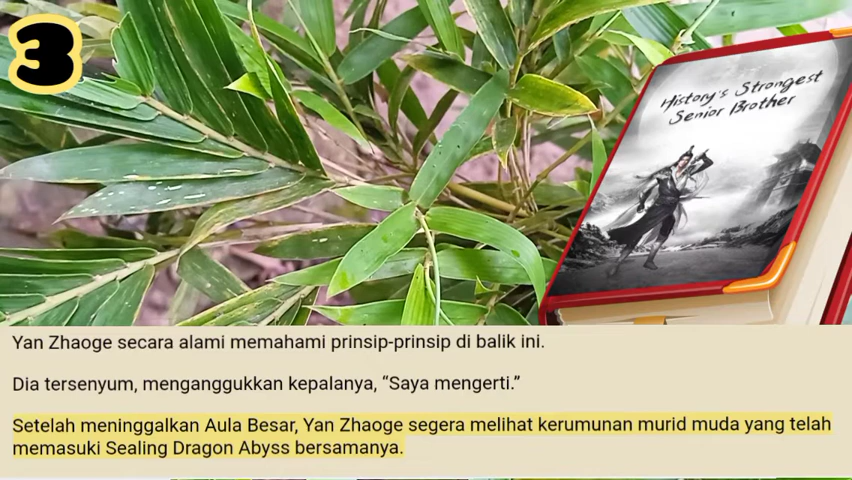 3
History's Strongest
Senior Brother
Yan Zhaoge secara alami memahami prinsip-prinsip di balik ini.
Dia tersenyum, menganggukkan kepalanya, “Saya mengerti.”
Setelah meninggalkan Aula Besar, Yan Zhaoge segera melihat kerumunan murid muda yang telah
memasuki Sealing Dragon Abyss bersamanya.